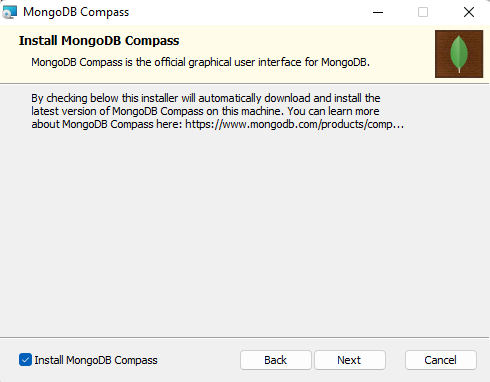 MongoDB Compass
Install MongoDB Compass
MongoDB Compass is the official graphical user interface for MongoDB.
By checking below this installer will automatically download and install the
latest version of MongoDB Compass on this machine. You can learn more
about MongoDB Compass here: https://www.mongodb.com/products/comp...
Install MongoDB Compass
Back
Next
Cancel